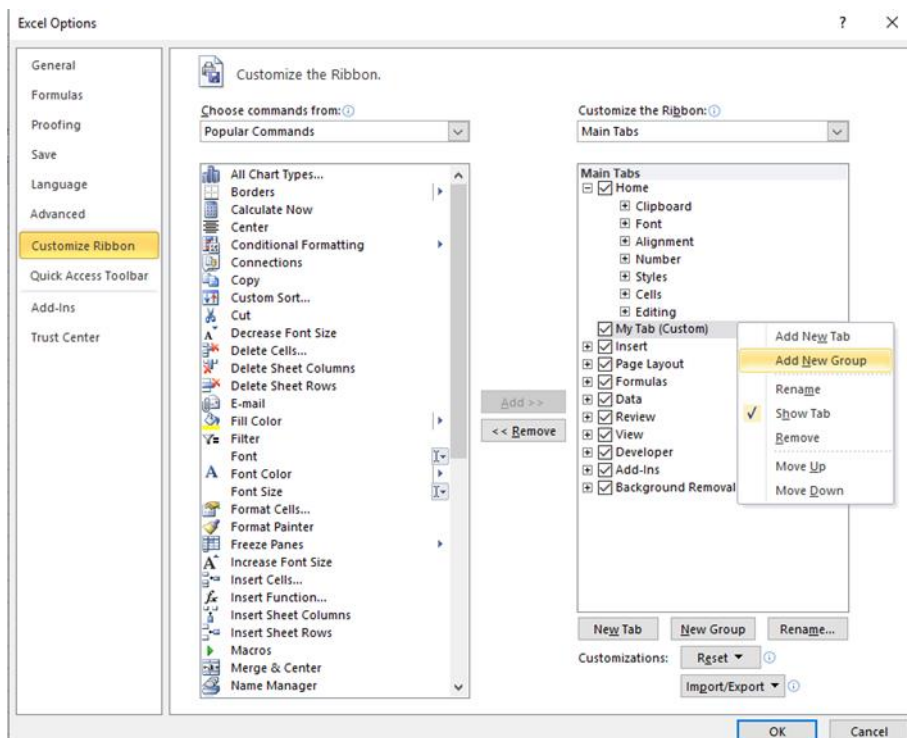 Excel Options
?
General
Formulas
Proofing
Save
Language
Advanced
Customize Ribbon
Quick Access Toolbar
Add-Ins
Trust Center
Customize the Ribbon.
Choose commands from:
Popular Commands
All Chart Types...
Borders
Calculate Now
Center
Conditional Formatting
Connections
Copy
Custom Sort...
Cut
Decrease Font Size
Delete Cells...
Delete Sheet Columns
Delete Sheet Rows
E-mail
Fill Color
Filter
Font
Font Color
Font Size
Format Cells...
Format Painter
Freeze Panes
Increase Font Size
Insert Cells...
Insert Function...
Insert Sheet Columns
Insert Sheet Rows
Macros
Merge & Center
Name Manager
Add >>
<< Remove
Customize the Ribbon:
Main Tabs
Main Tabs
Home
Clipboard
Font
Alignment
Number
Styles
Cells
Editing
My Tab (Custom)
Insert
Page Layout
Formulas
Data
Review
View
Developer
Add-Ins
Background Removal
Add New Tab
Add New Group
Rename
Show Tab
Remove
Move Up
Move Down
New Tab
New Group
Rename...
Customizations:
Reset
Import/Export
OK
Cancel